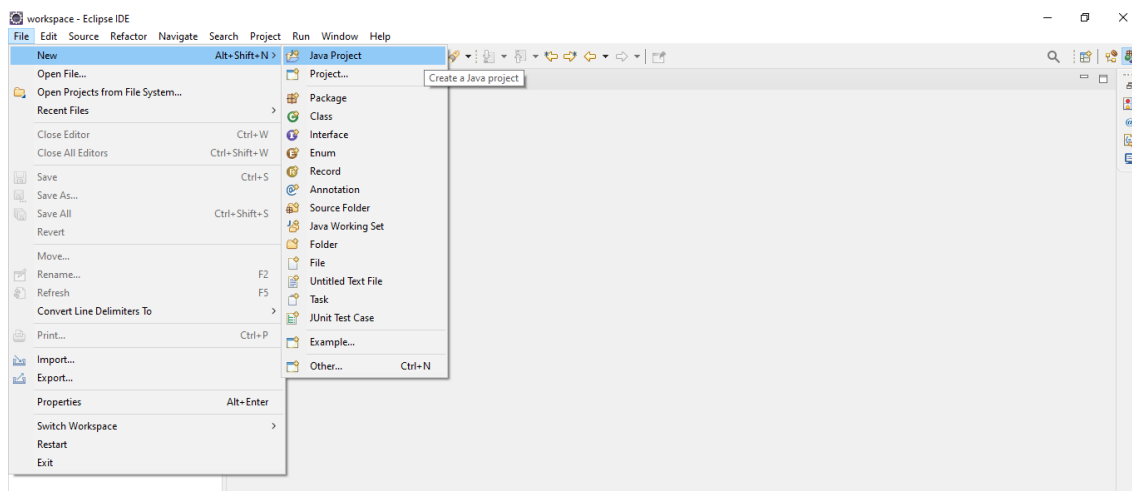 workspace - Eclipse IDE
File Edit Source Refactor Navigate Search Project Run Window Help
New Alt+Shift+N >
Open File...
Open Projects from File System...
Recent Files >
Close Editor Ctrl+W
Close All Editors Ctrl+Shift+W
Save Ctrl+S
Save As...
Save All Ctrl+Shift+S
Revert
Move...
Rename... F2
Refresh F5
Convert Line Delimiters To >
Print... Ctrl+P
Import...
Export...
Properties Alt+Enter
Switch Workspace >
Restart
Exit
Java Project
Project...
Create a Java project
Package
Class
Interface
Enum
Record
Annotation
Source Folder
Java Working Set
Folder
File
Untitled Text File
Task
JUnit Test Case
Example...
Other... Ctrl+N